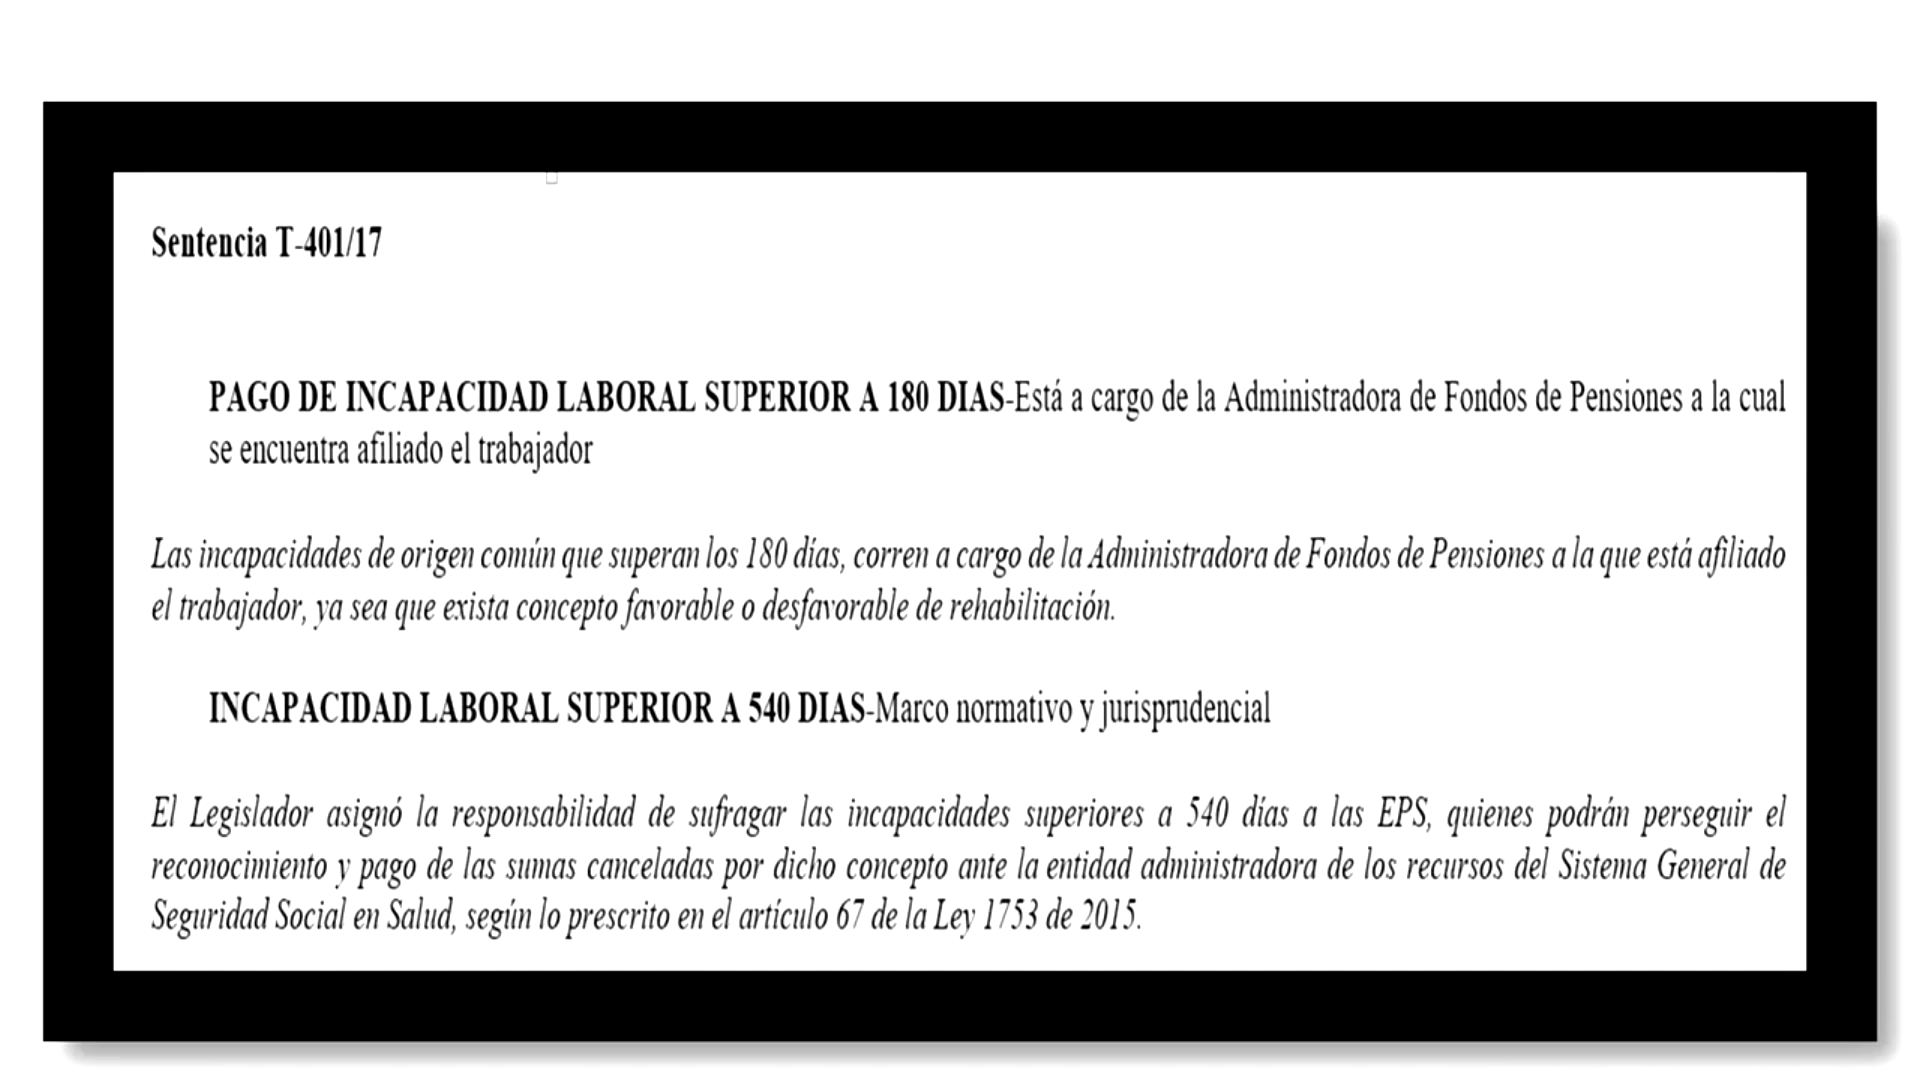 Sentencia T-401/17
PAGO DE INCAPACIDAD LABORAL SUPERIOR A 180 DIAS-Está a cargo de la Administradora de Fondos de Pensiones a la cual
se encuentra afiliado el trabajador
Las incapacidades de origen común que superan los 180 días, corren a cargo de la Administradora de Fondos de Pensiones a la que está afiliado
el trabajador, ya sea que exista concepto favorable o desfavorable de rehabilitación.
INCAPACIDAD LABORAL SUPERIOR A 540 DIAS-Marco normativo y jurisprudencial
El Legislador asignó la responsabilidad de sufragar las incapacidades superiores a 540 días a las EPS, quienes podrán perseguir el
reconocimiento y pago de las sumas canceladas por dicho concepto ante la entidad administradora de los recursos del Sistema General de
Seguridad Social en Salud, según lo prescrito en el artículo 67 de la Ley 1753 de 2015.